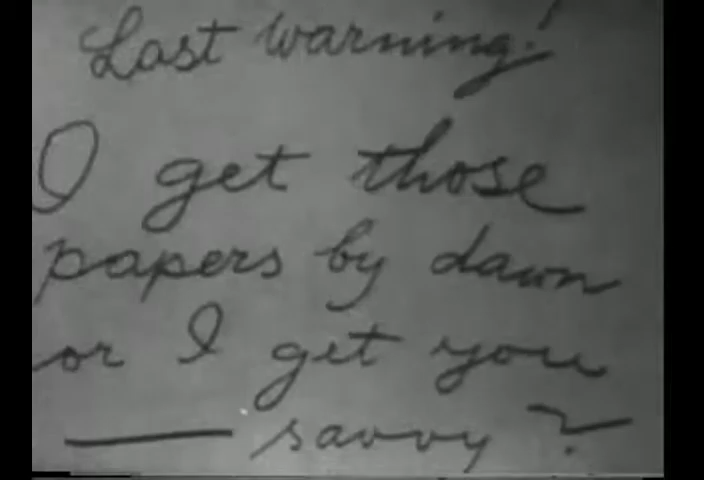 Last warning!
I get those
papers by dawn
or I get you
— savvy?